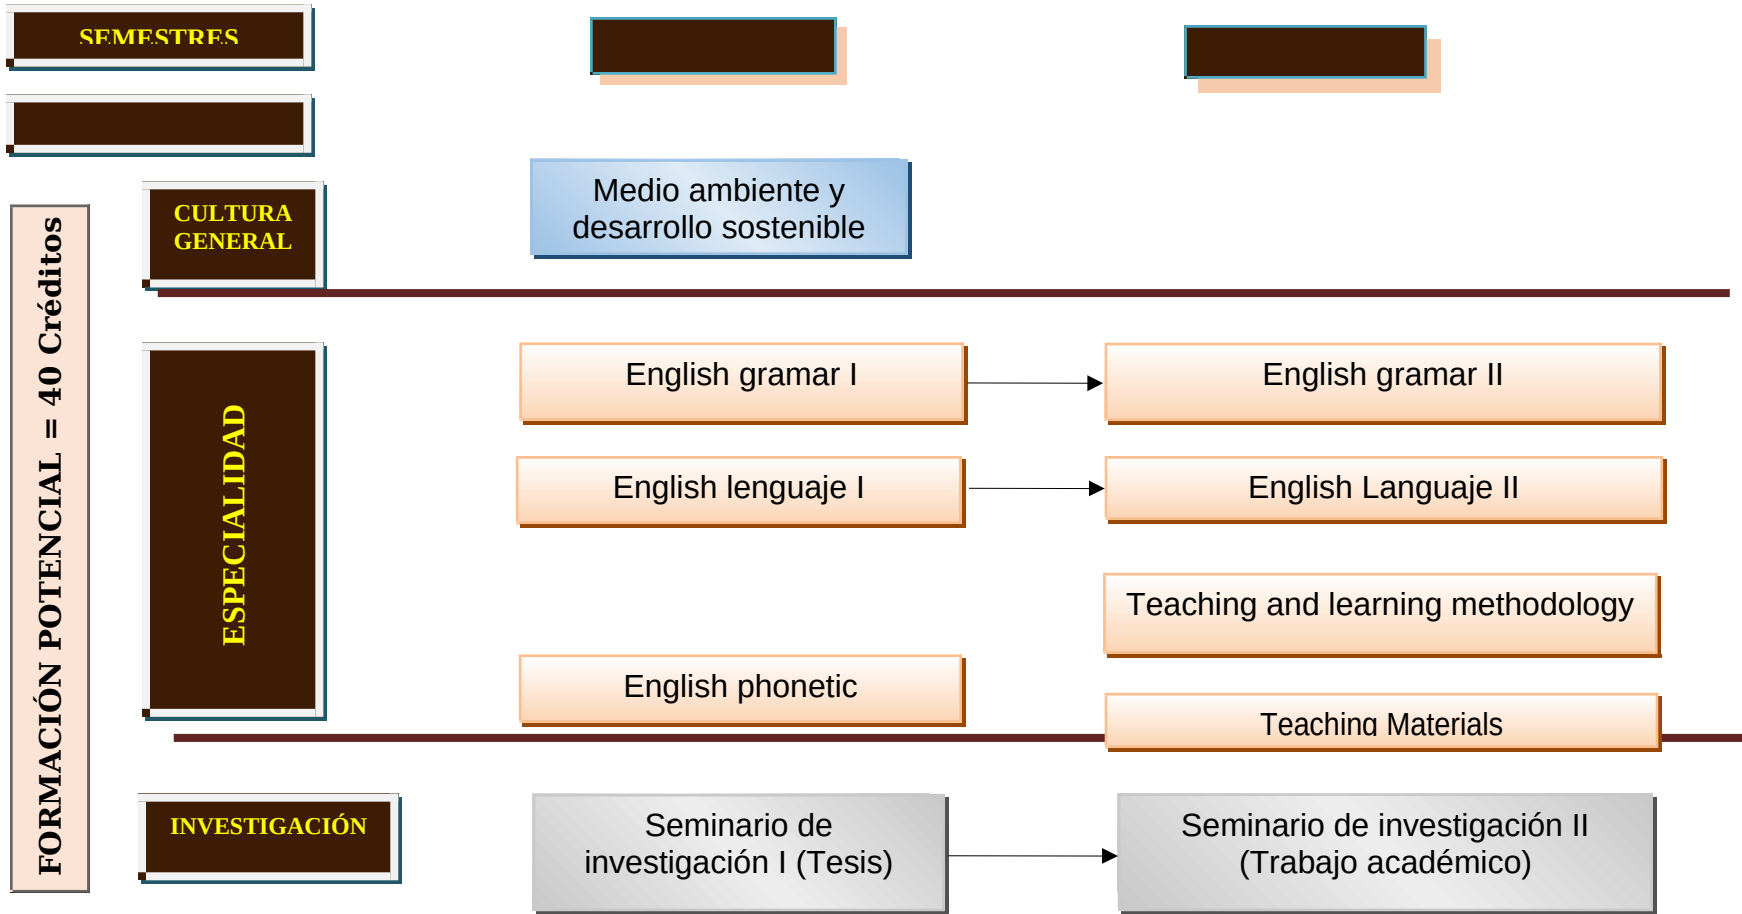 SEMESTRES
CULTURA
GENERAL
Medio ambiente y
desarrollo sostenible
FORMACIÓN POTENCIAL = 40 Créditos
ESPECIALIDAD
English gramar I
English gramar II
English lenguaje I
English Languaje II
Teaching and learning methodology
English phonetic
Teaching Materials
INVESTIGACIÓN
Seminario de
investigación I (Tesis)
Seminario de investigación II
(Trabajo académico)